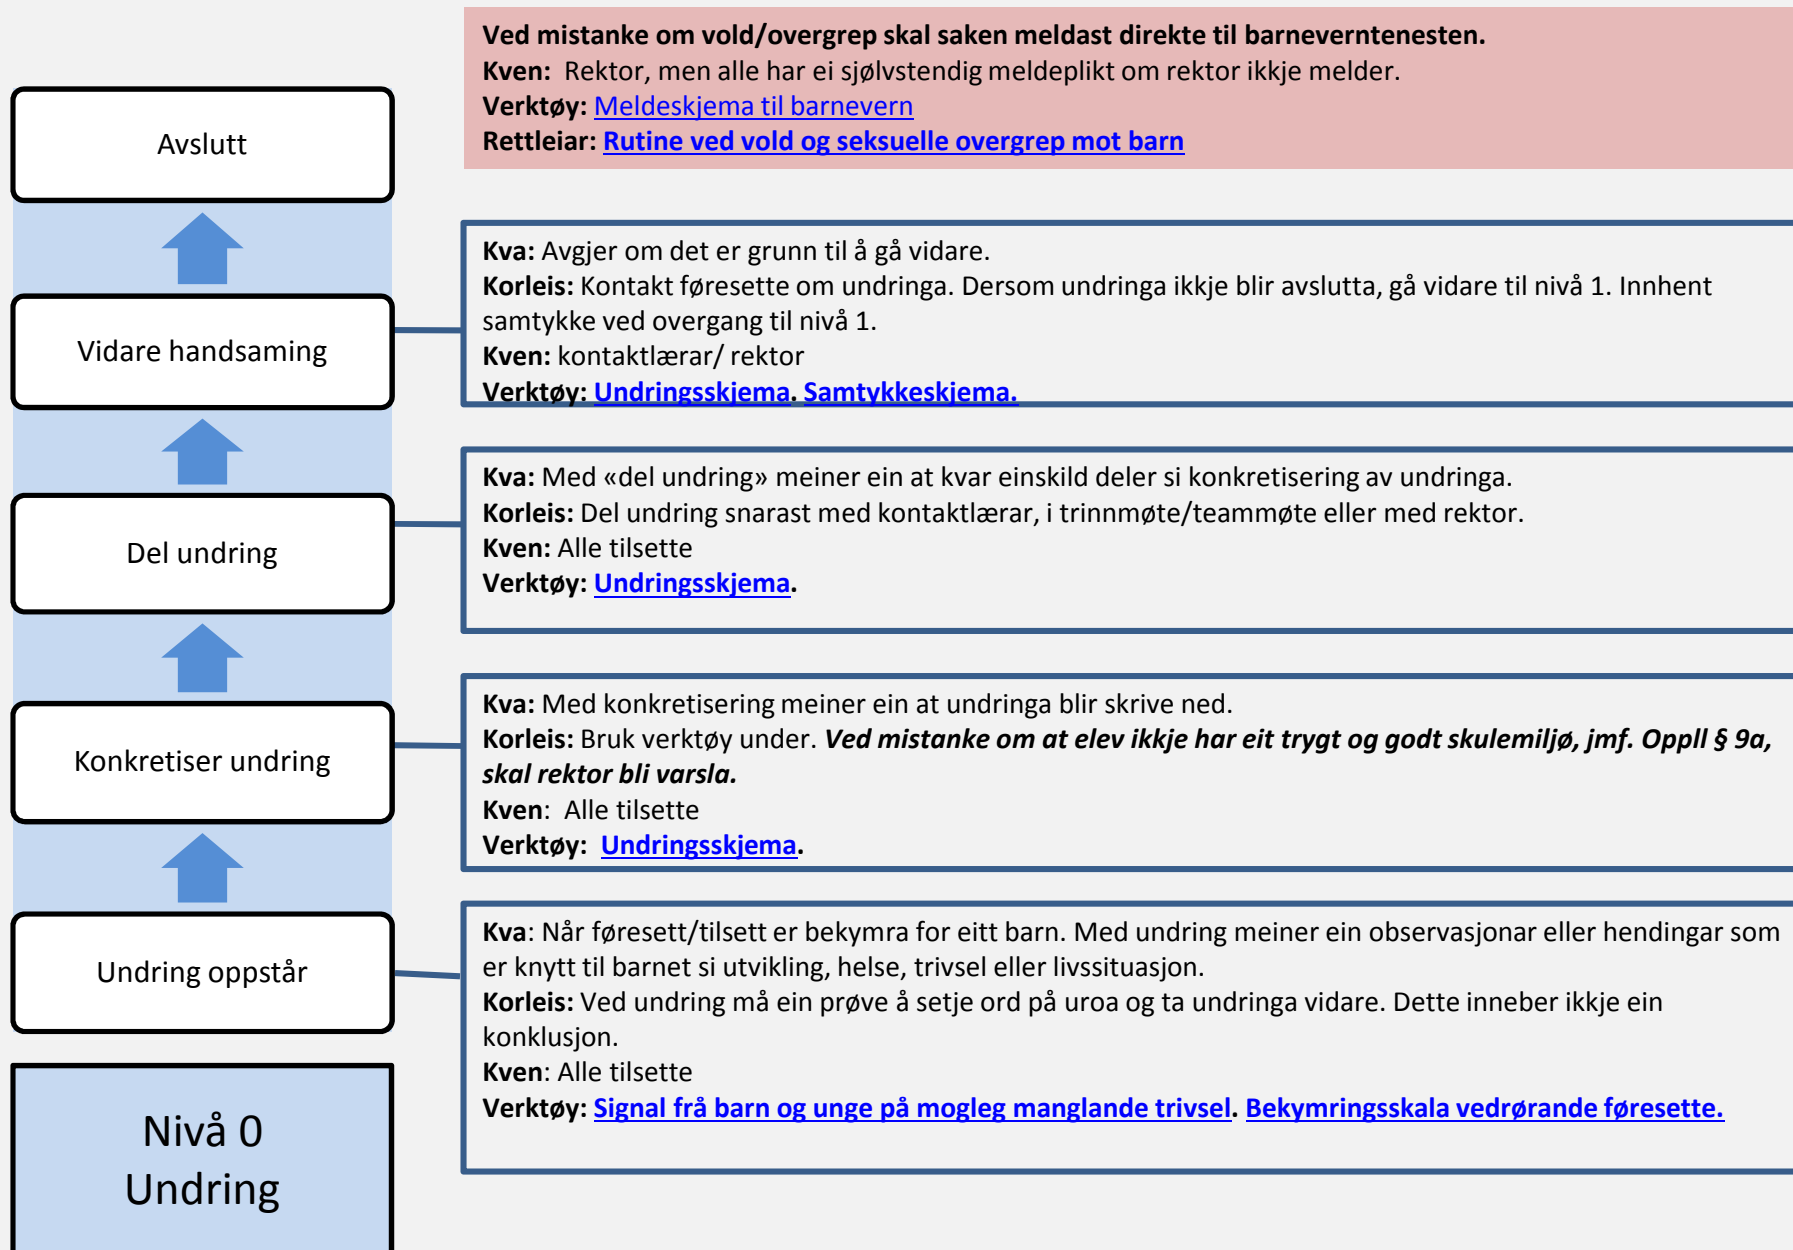 Ved mistanke om vold/overgrep skal saken meldast direkte til barneverntenesten.
Kven: Rektor, men alle har ei sjølvstendig meldeplikt om rektor ikkje melder.
Verktøy: Meldeskjema til barnevern
Rettleiar: Rutine ved vold og seksuelle overgrep mot barn
Avslutt
Vidare handsaming
Kva: Avgjer om det er grunn til å gå vidare.
Korleis: Kontakt føresette om undringa. Dersom undringa ikkje blir avslutta, gå vidare til nivå 1. Innhent
samtykke ved overgang til nivå 1.
Kven: kontaktlærar/ rektor
Verktøy: Undringsskjema. Samtykkeskjema.
Del undring
Kva: Med «del undring» meiner ein at kvar einskild deler si konkretisering av undringa.
Korleis: Del undring snarast med kontaktlærar, i trinnmøte/teammøte eller med rektor.
Kven: Alle tilsette
Verktøy: Undringsskjema.
Konkretiser undring
Kva: Med konkretisering meiner ein at undringa blir skrive ned.
Korleis: Bruk verktøy under. Ved mistanke om at elev ikkje har eit trygt og godt skulemiljø, jmf. Oppll § 9a,
skal rektor bli varsla.
Kven: Alle tilsette
Verktøy: Undringsskjema.
Undring oppstår
Kva: Når føresett/tilsett er bekymra for eitt barn. Med undring meiner ein observasjonar eller hendingar som
er knytt til barnet si utvikling, helse, trivsel eller livssituasjon.
Korleis: Ved undring må ein prøve å setje ord på uroa og ta undringa vidare. Dette inneber ikkje ein
konklusjon.
Kven: Alle tilsette
Verktøy: Signal frå barn og unge på mogleg manglande trivsel. Bekymringsskala vedrørande føresette.
Nivå 0
Undring